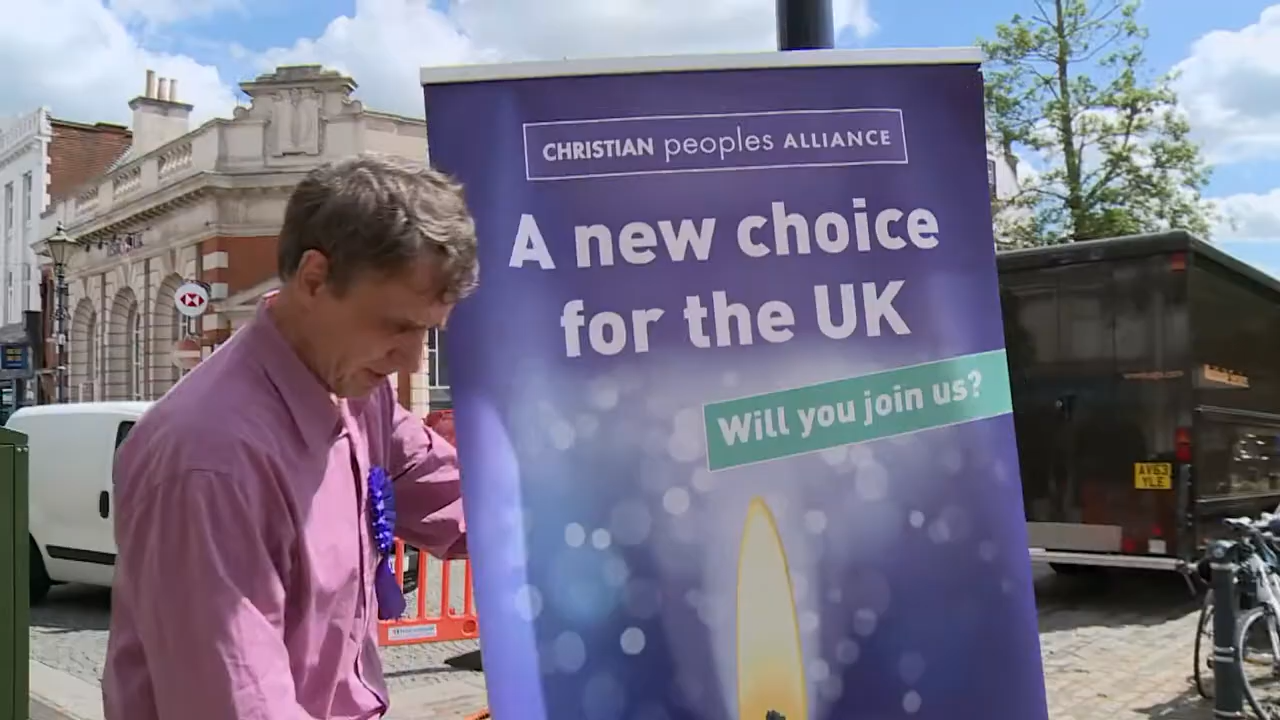 CHRISTIAN peoples ALLIANCE
A new choice
for the UK
Will you join us?
AV63
YLE